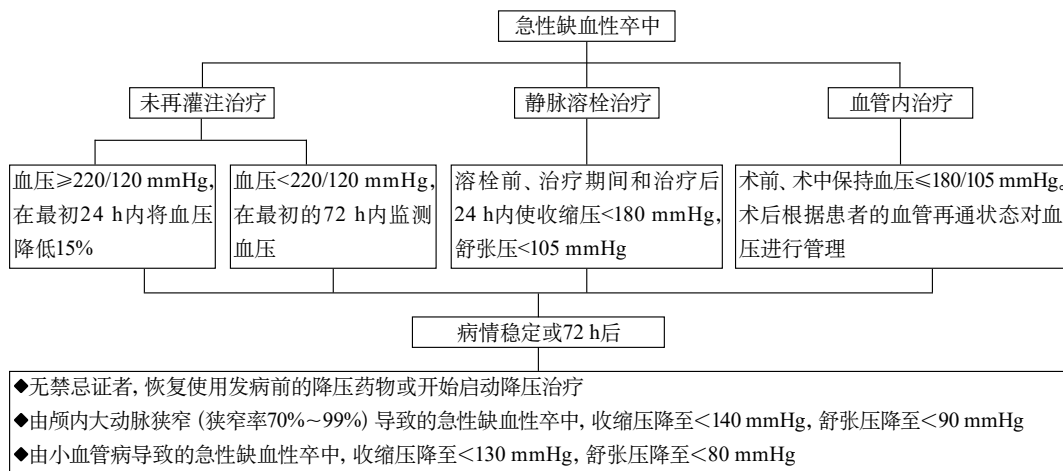 急性缺血性卒中
未再灌注治疗
静脉溶栓治疗
血管内治疗
血压≥220/120 mmHg,
在最初24 h内将血压
降低15%
血压<220/120 mmHg,
在最初的72 h内监测
血压
溶栓前、治疗期间和治疗后
24 h内使收缩压<180 mmHg,
舒张压<105 mmHg
术前、术中保持血压≤180/105 mmHg。
术后根据患者的血管再通状态对血
压进行管理
病情稳定或72 h后
◆无禁忌证者, 恢复使用发病前的降压药物或开始启动降压治疗
◆由颅内大动脉狭窄 (狭窄率70%~99%) 导致的急性缺血性卒中, 收缩压降至<140 mmHg, 舒张压降至<90 mmHg
◆由小血管病导致的急性缺血性卒中, 收缩压降至<130 mmHg, 舒张压降至<80 mmHg